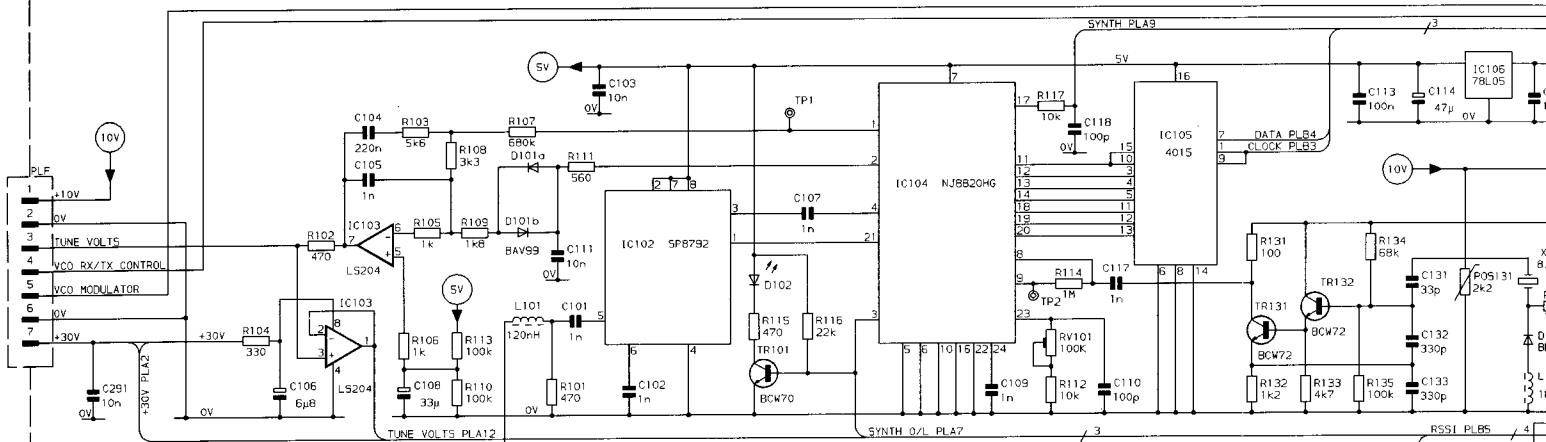 SYNTH PLA9
3
5V
5V
C103
10n
0V
7
16
IC106
78L05
C113
100n
C114
47µ
0V
10V
C104
220n
R103
5k6
R107
680k
TP1
1
17
R117
10k
C118
100p
0V
IC105
4015
7
DATA PLB4
1
CLOCK PLB3
9
R108
3k3
C105
1n
D101a
R111
560
2
15
11
10
12
3
13
4
14
5
18
11
19
12
20
13
IC104 NJ8820HG
10V
PLF
1
+10V
2
0V
3
TUNE VOLTS
4
VCO RX/TX CONTROL
5
VCO MODULATOR
6
0V
7
+30V
R102
470
7
IC103
6
5
LS204
R105
1k
R109
1k8
D101b
BAV99
C111
10n
0V
2
7
8
3
IC102 SP8792
1
5
6
4
C107
1n
4
21
3
8
9
R114
1M
TP2
C117
1n
6
8
14
R131
100
R134
68k
TR132
TR131
BCW72
BCW72
C131
33p
POS131
2k2
X
8.
C132
330p
C133
330p
R132
1k2
R133
4k7
R135
100k
D
L
5V
IC103
8
2
3
1
4
LS204
R104
330
+30V
R106
1k
R113
100k
L101
120nH
C101
1n
D102
R115
470
R116
22k
TR101
BCW70
23
RV101
100K
C291
10n
0V
+30V PLA2
C106
6µ8
0V
C108
33µ
R110
100k
R101
470
C102
1n
0V
5
6
10
16
22
24
C109
1n
R112
10k
C110
100p
TUNE VOLTS PLA12
SYNTH O/L PLA7
3
RSSI PLB5
4